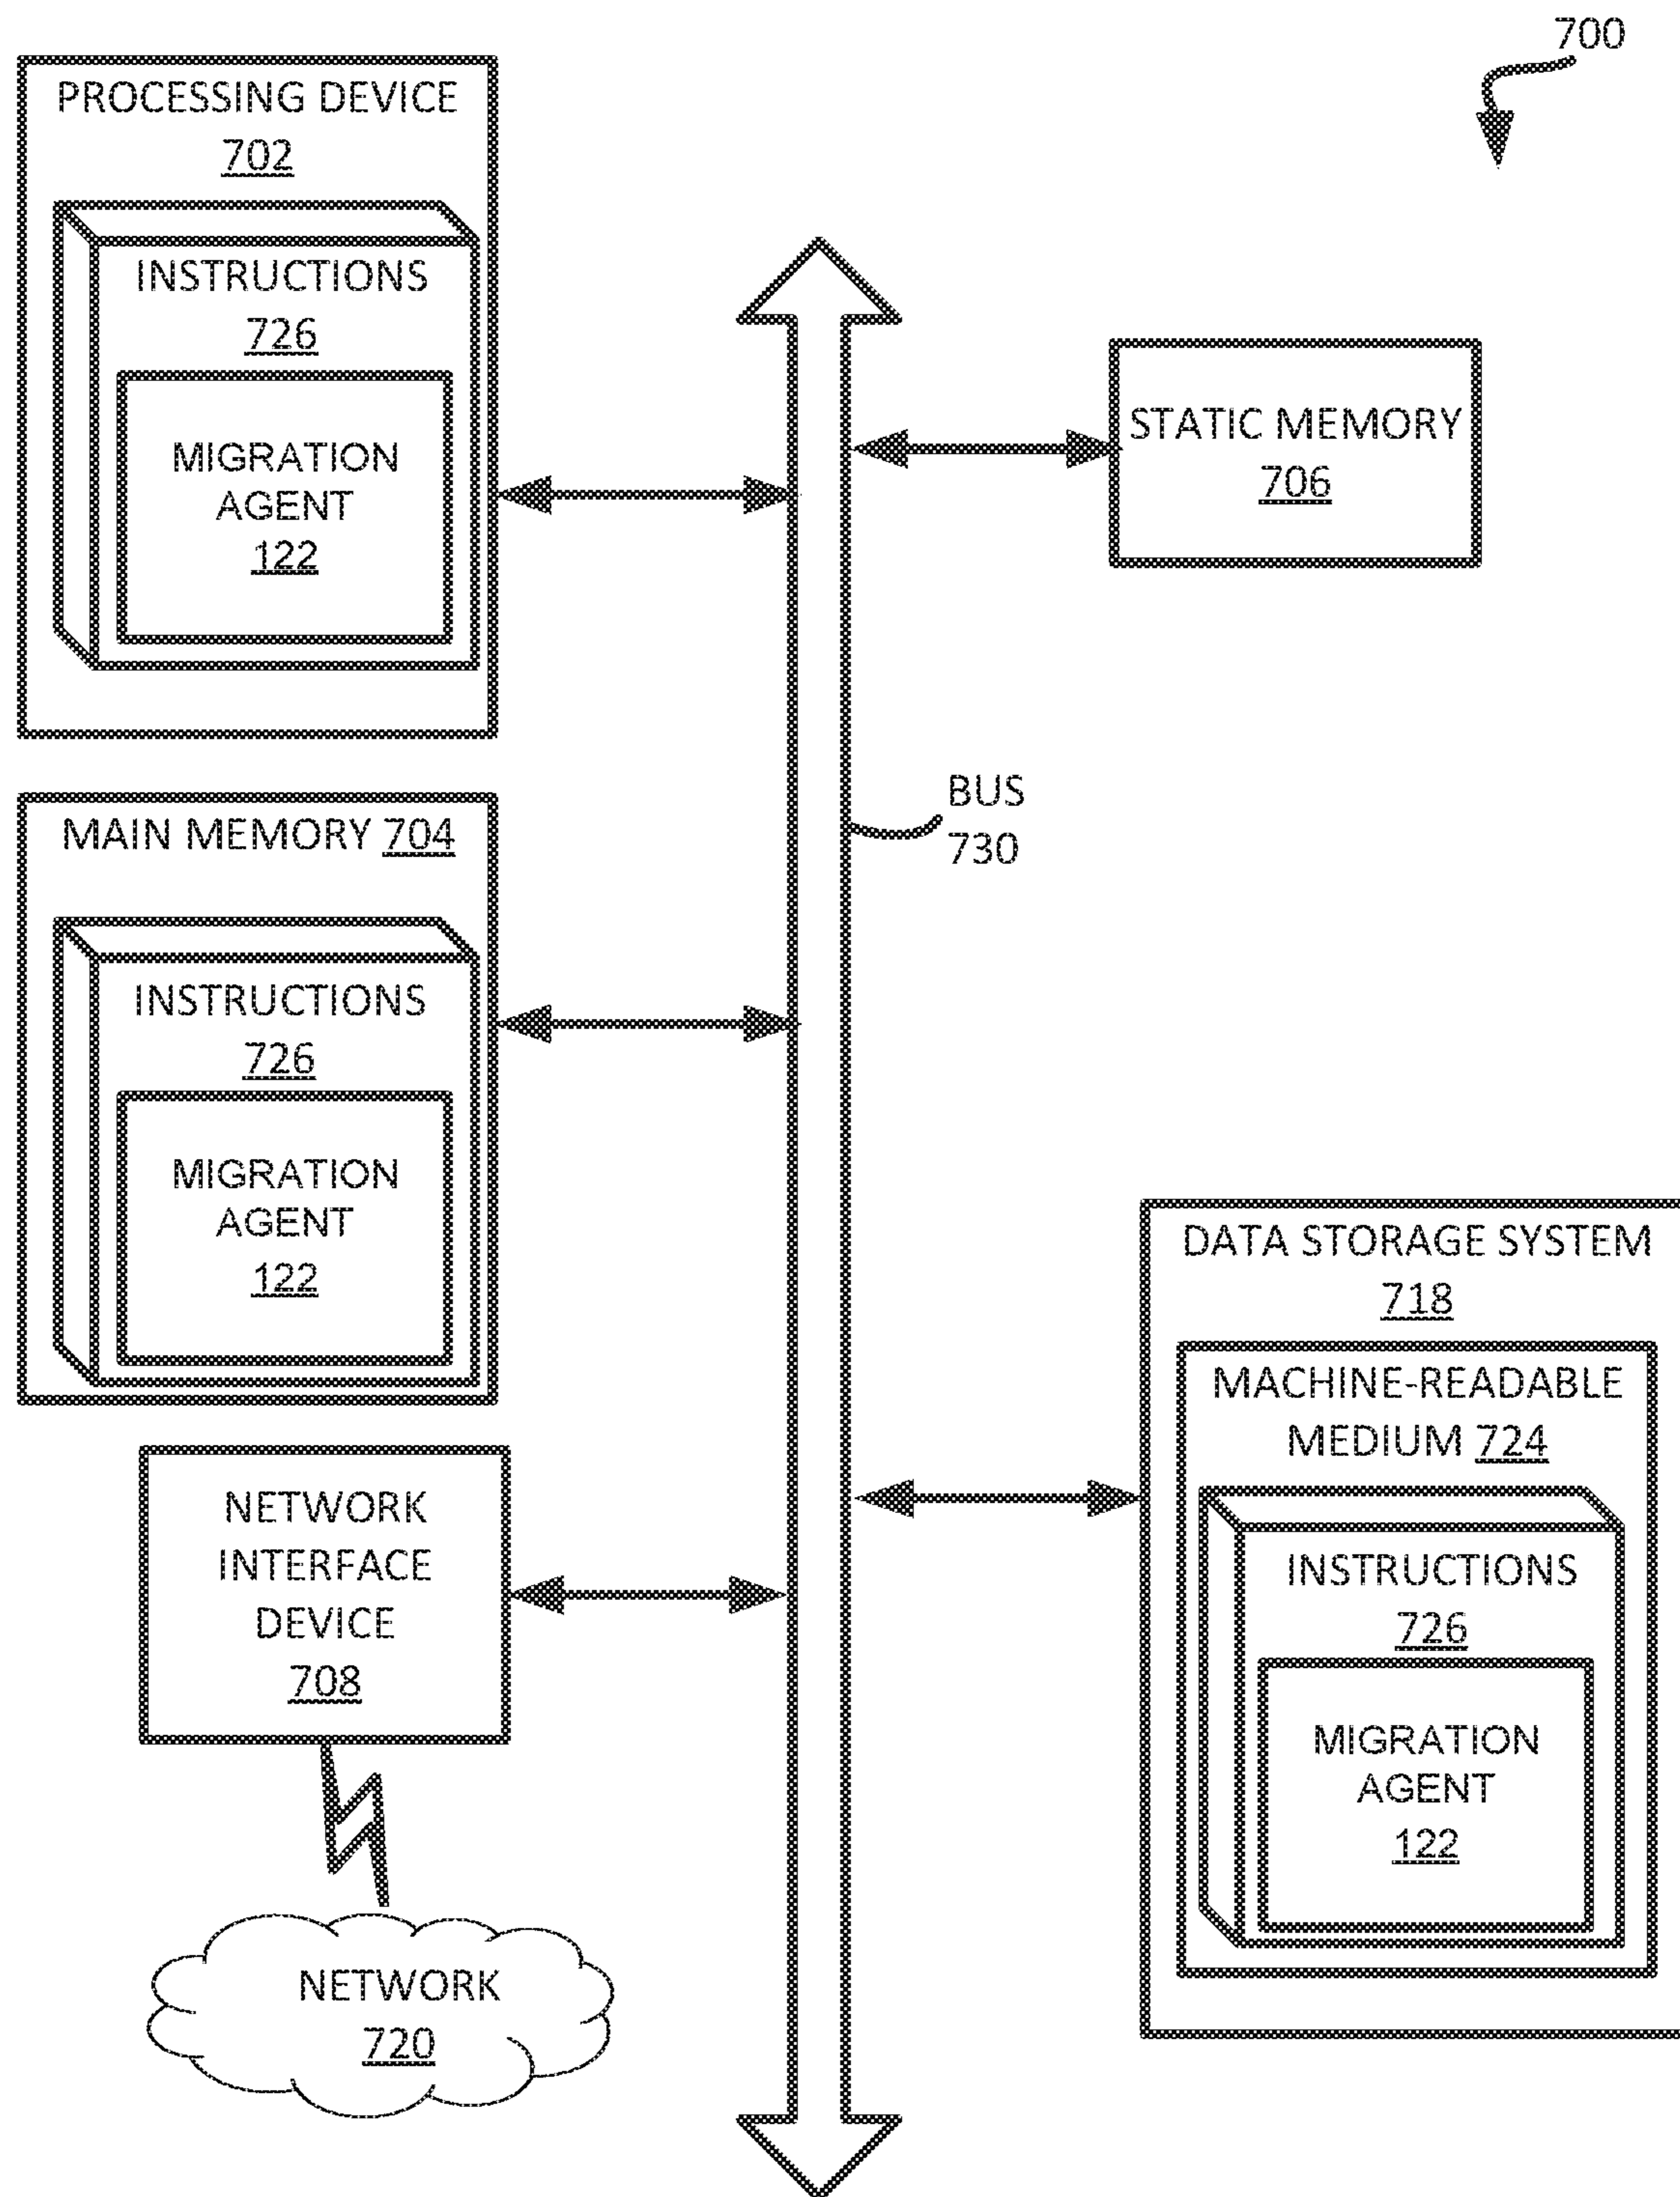 700
PROCESSING DEVICE
702
INSTRUCTIONS
726
MIGRATION
AGENT
122
STATIC MEMORY
706
BUS
730
MAIN MEMORY 704
INSTRUCTIONS
726
MIGRATION
AGENT
122
DATA STORAGE SYSTEM
718
MACHINE-READABLE
MEDIUM 724
INSTRUCTIONS
726
MIGRATION
AGENT
122
NETWORK
INTERFACE
DEVICE
708
NETWORK
720